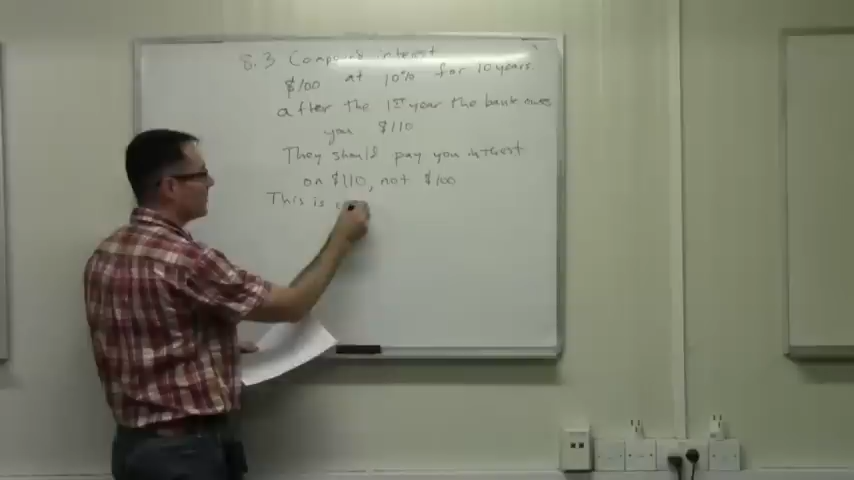 8.3 Compound interest
$100 at 10% for 10 years.
after the 1st year the bank owes
you $110
They should pay you interest
on $110, not $100
This is